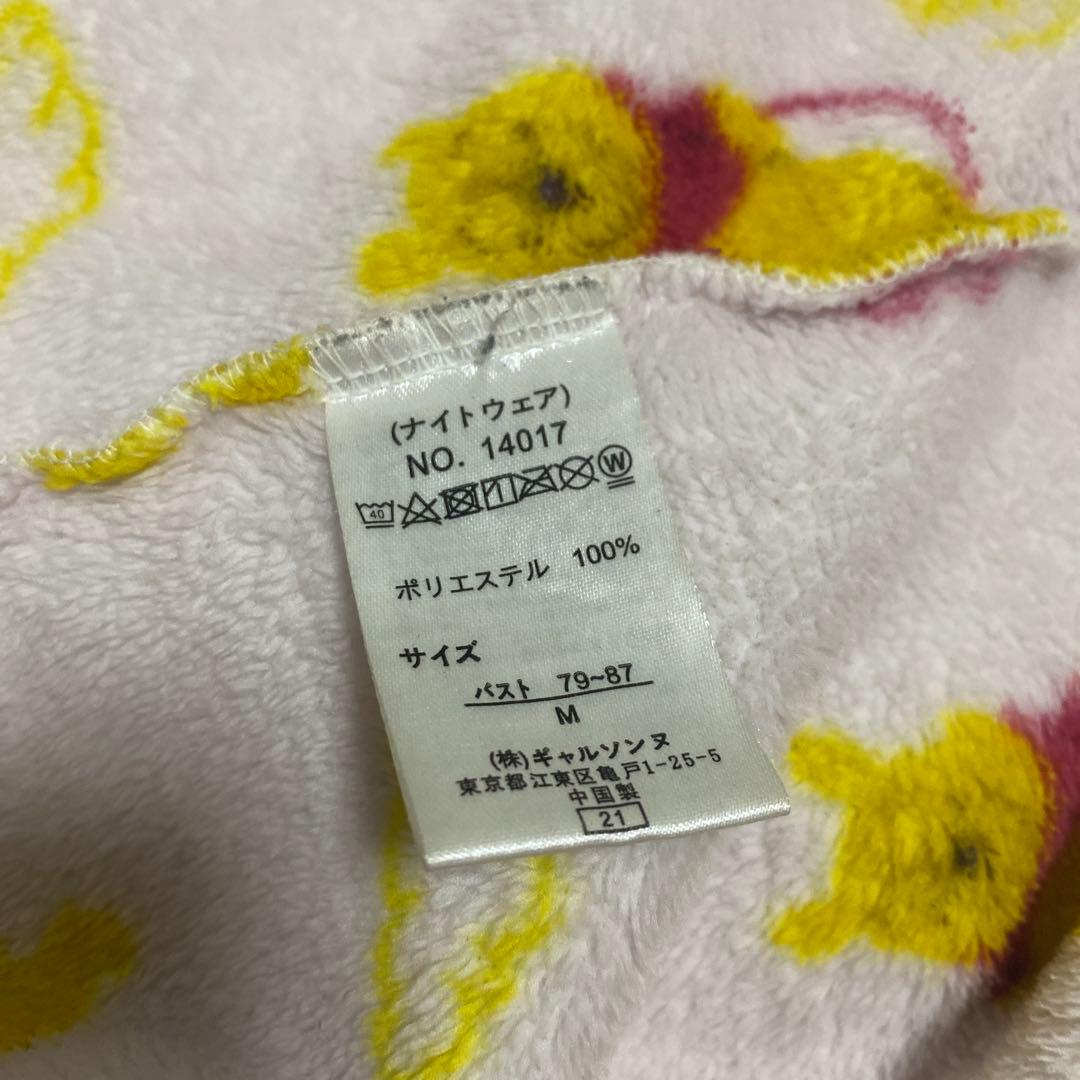 (ナイトウェア)
NO. 14017
40 1 W
ポリエステル 100%
サイズ
バスト 79~87
M
(株)ギャルソンヌ
東京都江東区亀戸1-25-5
中国製
21